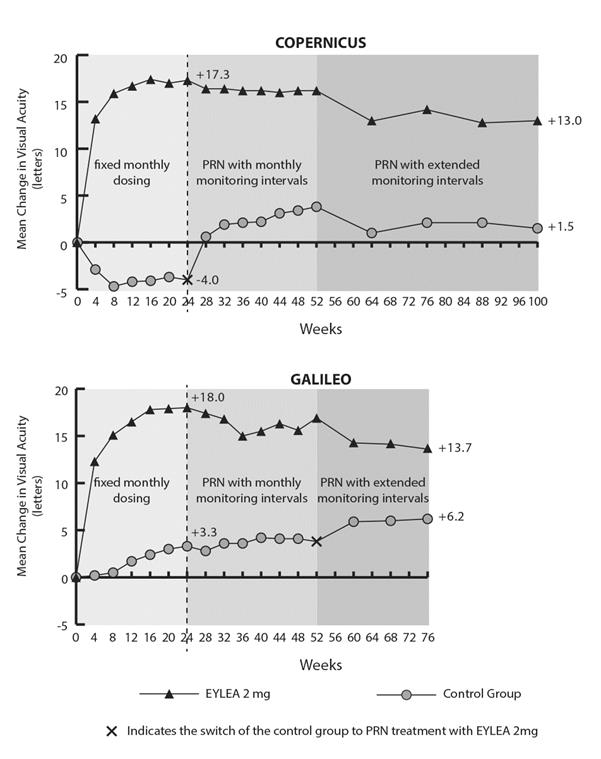 COPERNICUS
Mean Change in Visual Acuity
(letters)
20
15
10
5
0
-5
+17.3
+13.0
fixed monthly
dosing
PRN with monthly
monitoring intervals
PRN with extended
monitoring intervals
+1.5
-4.0
0 4 8 12 16 20 24 28 32 36 40 44 48 52 56 60 64 68 72 76 80 84 88 92 96 100
Weeks
GALILEO
Mean Change in Visual Acuity
(letters)
20
15
10
5
0
-5
+18.0
+13.7
fixed monthly
dosing
PRN with monthly
monitoring intervals
PRN with extended
monitoring intervals
+3.3
+6.2
0 4 8 12 16 20 24 28 32 36 40 44 48 52 56 60 64 68 72 76
Weeks
EYLEA 2 mg
Control Group
Indicates the switch of the control group to PRN treatment with EYLEA 2mg